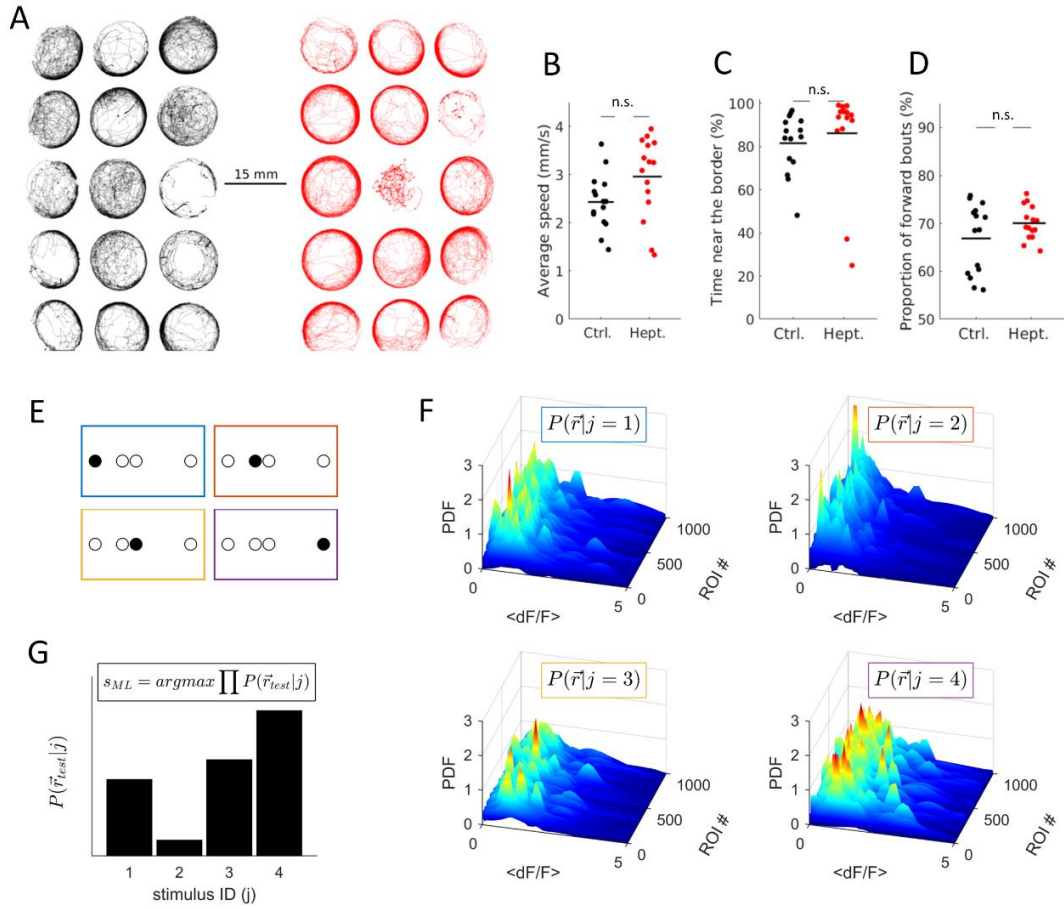 A
15 mm
B
n.s.
Average speed (mm/s)
4
3
2
1
0
Ctrl.
Hept.
C
n.s.
Time near the border (%)
100
80
60
40
20
0
Ctrl.
Hept.
D
n.s.
Proportion of forward bouts (%)
90
80
70
60
50
Ctrl.
Hept.
E
F
P(r⃗|j = 1)
PDF
3
2
1
0
0
5
<dF/F>
0
500
1000
ROI #
P(r⃗|j = 2)
PDF
3
2
1
0
0
5
<dF/F>
0
500
1000
ROI #
P(r⃗|j = 3)
PDF
3
2
1
0
0
5
<dF/F>
0
500
1000
ROI #
P(r⃗|j = 4)
PDF
3
2
1
0
0
5
<dF/F>
0
500
1000
ROI #
G
s_ML = argmax ∏ P(r⃗_test|j)
P(r⃗_test|j)
1 2 3 4
stimulus ID (j)